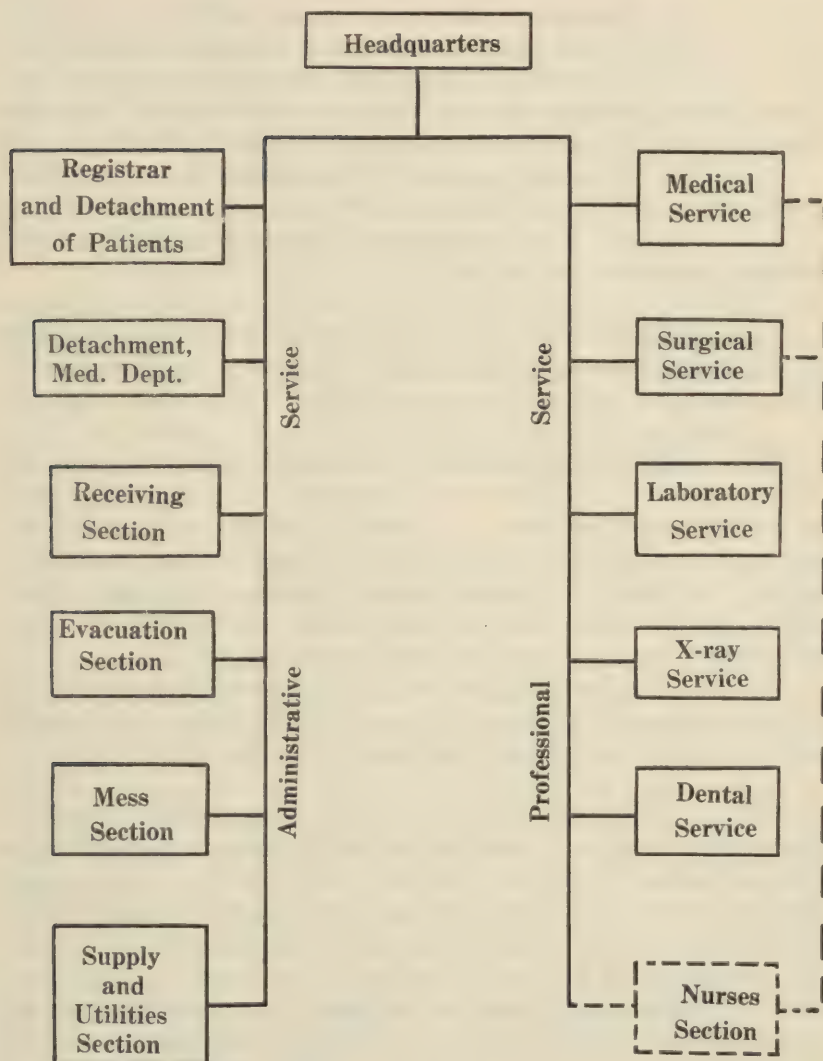 Headquarters
Registrar
and Detachment
of Patients
Detachment,
Med. Dept.
Receiving
Section
Evacuation
Section
Mess
Section
Supply
and
Utilities
Section
Administrative Service
Professional Service
Medical
Service
Surgical
Service
Laboratory
Service
X-ray
Service
Dental
Service
Nurses
Section